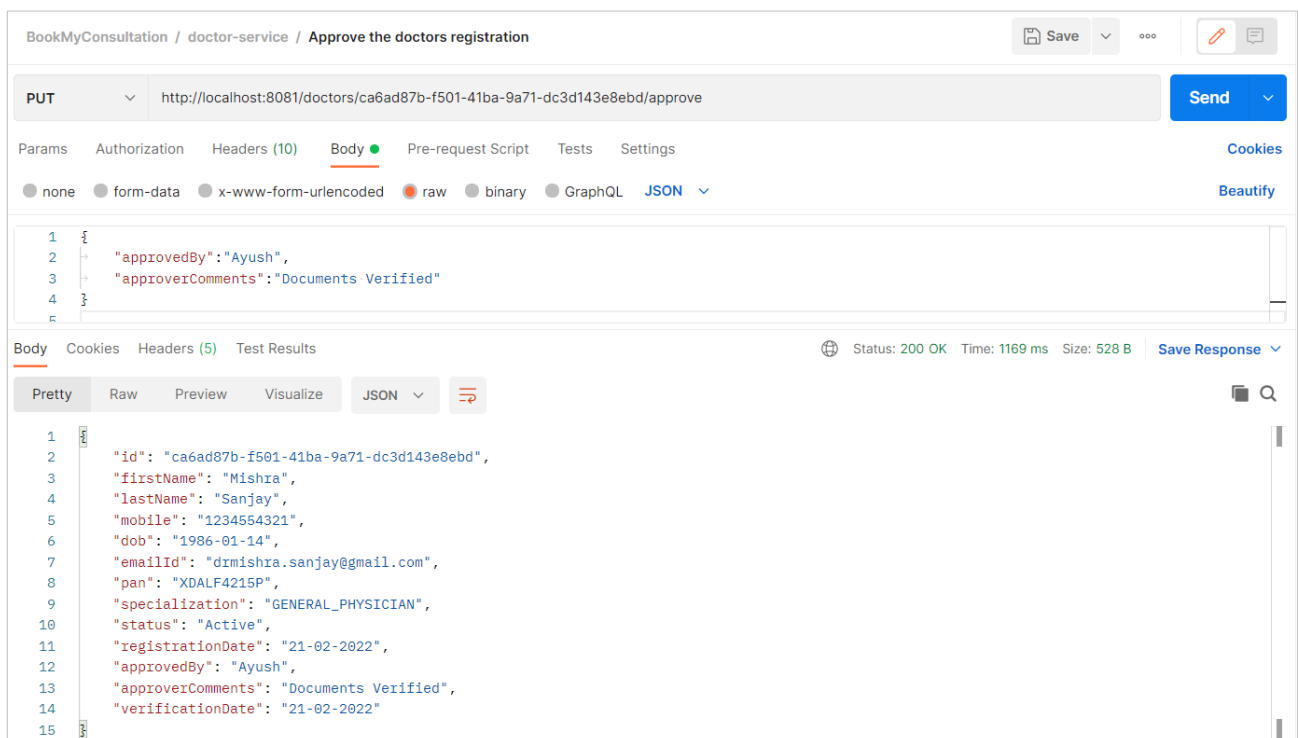 BookMyConsultation / doctor-service / Approve the doctors registration
Save
PUT http://localhost:8081/doctors/ca6ad87b-f501-41ba-9a71-dc3d143e8ebd/approve Send
Params Authorization Headers (10) Body Pre-request Script Tests Settings Cookies
none form-data x-www-form-urlencoded raw binary GraphQL JSON Beautify
1 {
2 "approvedBy":"Ayush",
3 "approverComments":"Documents Verified"
4 }
5
Body Cookies Headers (5) Test Results Status: 200 OK Time: 1169 ms Size: 528 B Save Response
Pretty Raw Preview Visualize JSON
1 {
2 "id": "ca6ad87b-f501-41ba-9a71-dc3d143e8ebd",
3 "firstName": "Mishra",
4 "lastName": "Sanjay",
5 "mobile": "1234554321",
6 "dob": "1986-01-14",
7 "emailId": "drmishra.sanjay@gmail.com",
8 "pan": "XDALF4215P",
9 "specialization": "GENERAL_PHYSICIAN",
10 "status": "Active",
11 "registrationDate": "21-02-2022",
12 "approvedBy": "Ayush",
13 "approverComments": "Documents Verified",
14 "verificationDate": "21-02-2022"
15 }